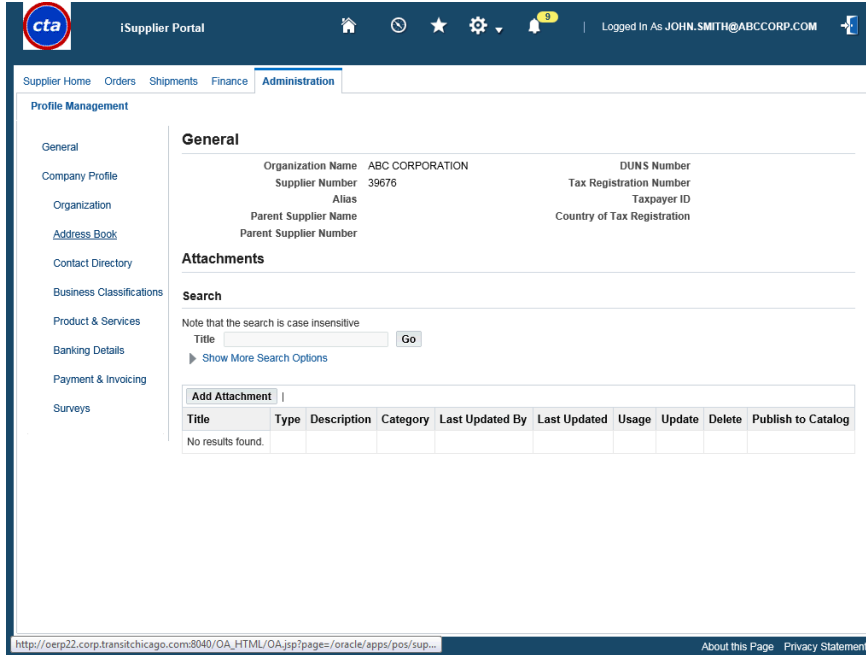 cta
iSupplier Portal
9
| Logged In As JOHN.SMITH@ABCCORP.COM
Supplier Home Orders Shipments Finance Administration
Profile Management
General
Company Profile
Organization
Address Book
Contact Directory
Business Classifications
Product & Services
Banking Details
Payment & Invoicing
Surveys
General
Organization Name ABC CORPORATION DUNS Number
Supplier Number 39676 Tax Registration Number
Alias Taxpayer ID
Parent Supplier Name Country of Tax Registration
Parent Supplier Number
Attachments
Search
Note that the search is case insensitive
Title Go
Show More Search Options
Add Attachment |
Title Type Description Category Last Updated By Last Updated Usage Update Delete Publish to Catalog
No results found.
http://oerp22.corp.transitchicago.com:8040/OA_HTML/OA.jsp?page=/oracle/apps/pos/sup...
About this Page Privacy Statement